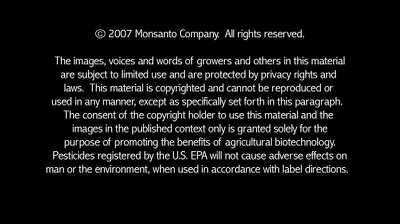 © 2007 Monsanto Company. All rights reserved.
The images, voices and words of growers and others in this material
are subject to limited use and are protected by privacy rights and
laws. This material is copyrighted and cannot be reproduced or
used in any manner, except as specifically set forth in this paragraph.
The consent of the copyright holder to use this material and the
images in the published context only is granted solely for the
purpose of promoting the benefits of agricultural biotechnology.
Pesticides registered by the U.S. EPA will not cause adverse effects on
man or the environment, when used in accordance with label directions.